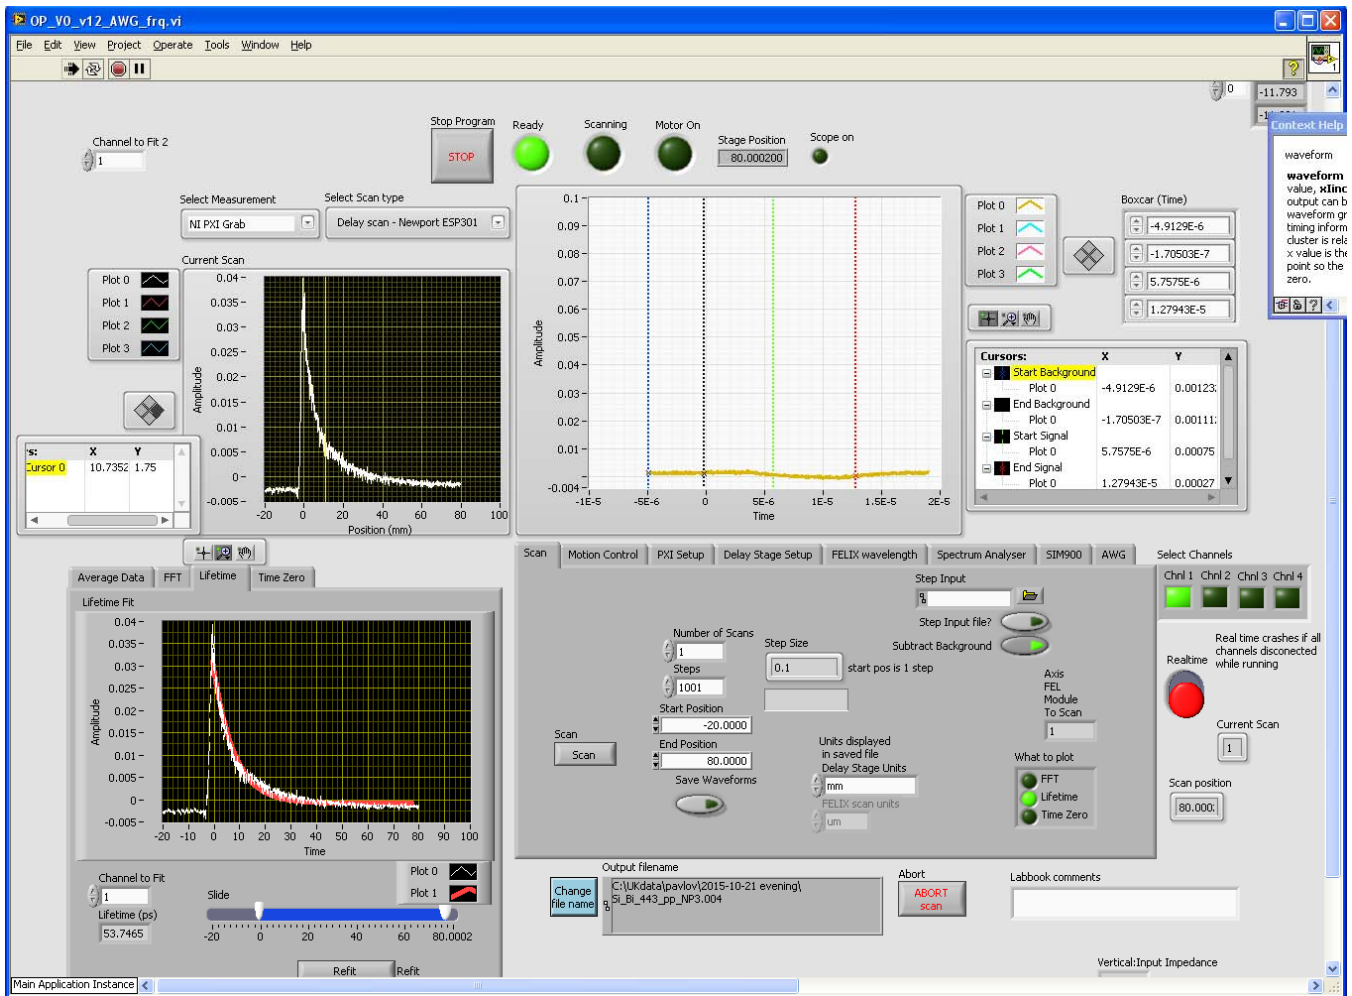 OP_V0_v12_AWG_frq.vi
File Edit View Project Operate Tools Window Help
0
-11.793
Context Help
waveform
waveform
value, xInc
output can b
waveform gr
timing inform
cluster is rela
x value is the
point so the
zero.
Channel to Fit 2
1
Stop Program
STOP
Ready
Scanning
Motor On
Stage Position
80.000200
Scope on
Select Measurement
NI PXI Grab
Select Scan type
Delay scan - Newport ESP301
Plot 0
Plot 1
Plot 2
Plot 3
Current Scan
0.04
0.035
0.03
0.025
0.02
0.015
0.01
0.005
0
-0.005
Amplitude
-20 0 20 40 60 80 100
Position (mm)
's: X Y
Cursor 0 10.7352 1.75
0.1
0.09
0.08
0.07
0.06
0.05
0.04
0.03
0.02
0.01
-0.004
Amplitude
-1E-5 -5E-6 0 5E-6 1E-5 1.5E-5 2E-5
Time
Plot 0
Plot 1
Plot 2
Plot 3
Boxcar (Time)
-4.9129E-6
-1.70503E-7
5.7575E-6
1.27943E-5
Cursors: X Y
Start Background
Plot 0 -4.9129E-6 0.00123
End Background
Plot 0 -1.70503E-7 0.00111
Start Signal
Plot 0 5.7575E-6 0.00075
End Signal
Plot 0 1.27943E-5 0.00027
Average Data FFT Lifetime Time Zero
Lifetime Fit
0.04
0.035
0.03
0.025
0.02
0.015
0.01
0.005
0
-0.005
Amplitude
-20 -10 0 10 20 30 40 50 60 70 80 90 100
Time
Plot 0
Plot 1
Channel to Fit
1
Lifetime (ps)
53.7465
Slide
-20 0 20 40 60 80.0002
Refit Refit
Scan Motion Control PXI Setup Delay Stage Setup FELIX wavelength Spectrum Analyser SIM900 AWG
Step Input
Step Input file?
Subtract Background
Number of Scans
1
Steps
1001
Step Size
0.1
start pos is 1 step
Start Position
-20.0000
End Position
80.0000
Scan
Scan
Save Waveforms
Units displayed
in saved file
Delay Stage Units
mm
FELIX scan units
um
Axis
FEL
Module
To Scan
1
What to plot
FFT
Lifetime
Time Zero
Select Channels
Chnl 1 Chnl 2 Chnl 3 Chnl 4
Real time crashes if all
channels disconected
while running
Realtime
Current Scan
1
Scan position
80.000
Output filename
Change
file name
C:\UKdata\pavlov\2015-10-21 evening\
Si_Bi_443_pp_NP3.004
Abort
ABORT
scan
Labbook comments
Vertical:Input Impedance
Main Application Instance